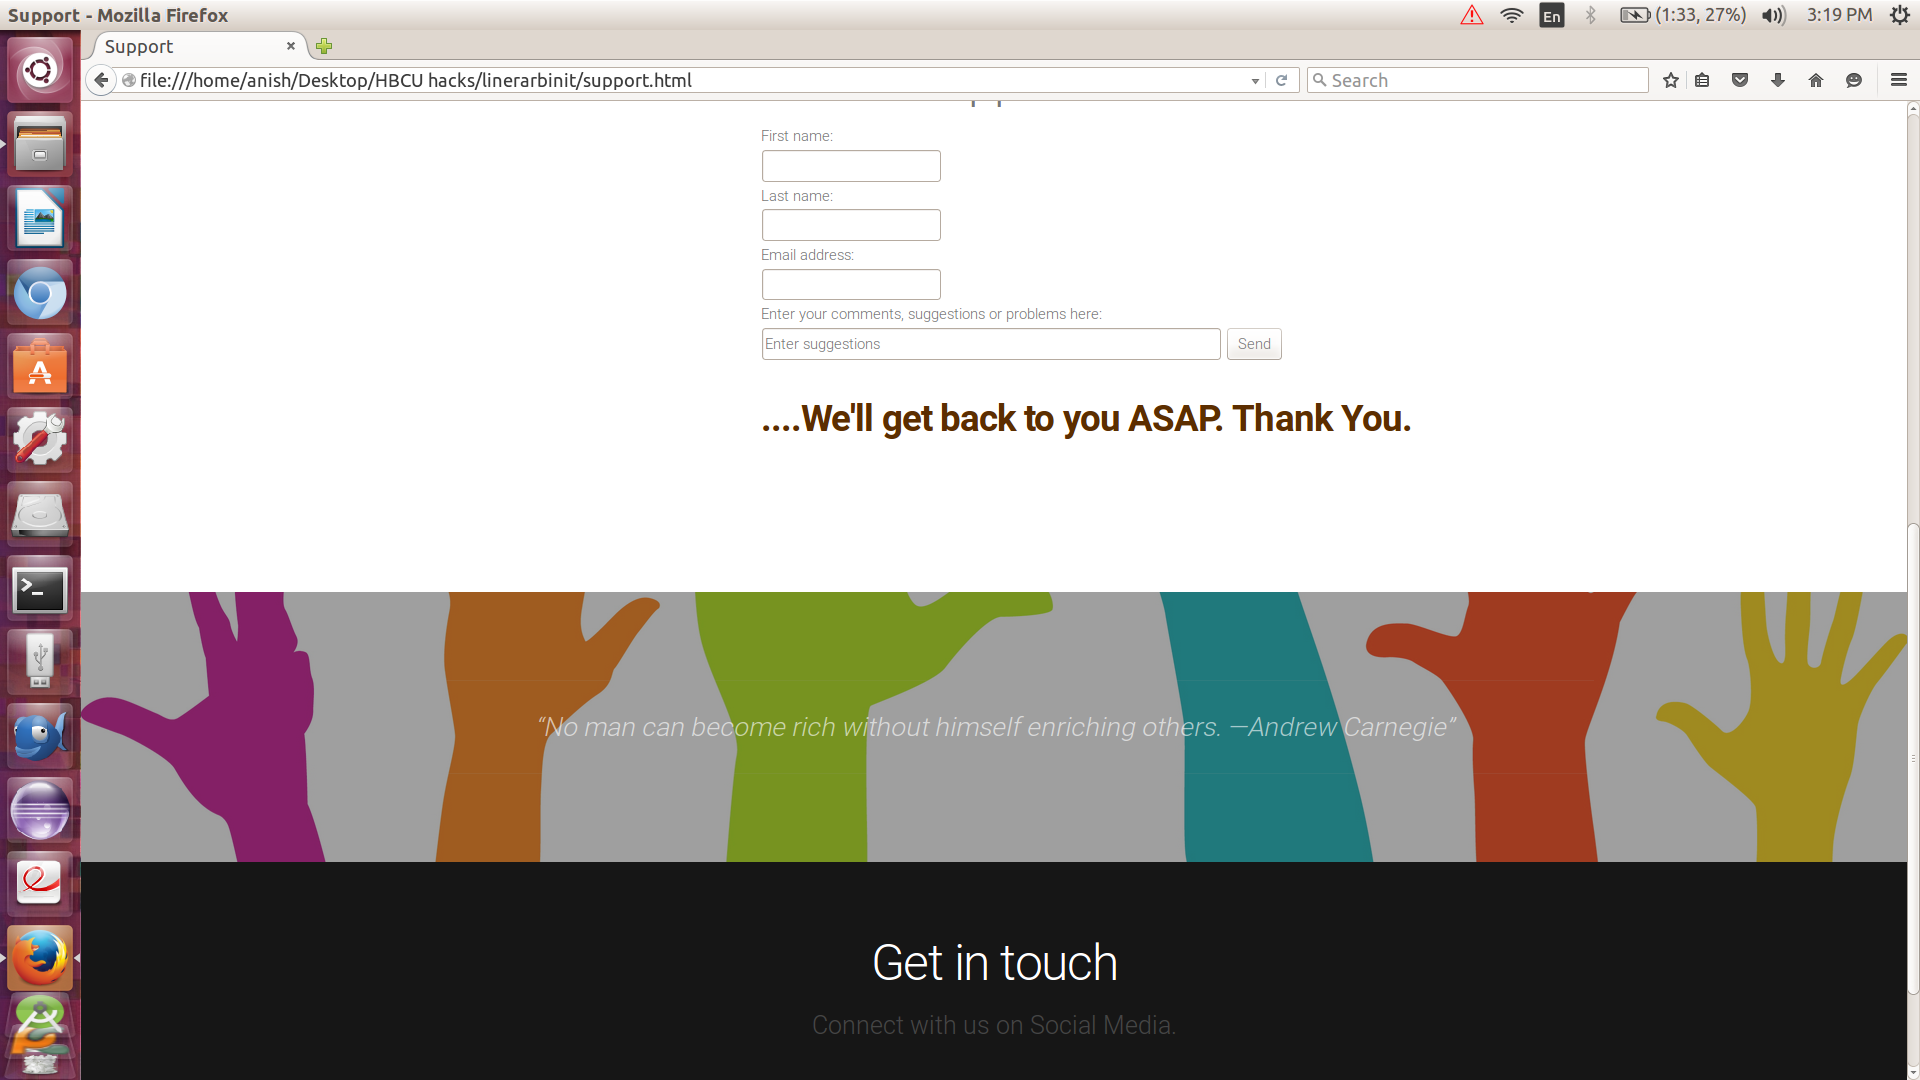 Support - Mozilla Firefox
En
(1:33, 27%)
3:19 PM
Support
file:///home/anish/Desktop/HBCU hacks/linerarbinit/support.html
Search
First name:
Last name:
Email address:
Enter your comments, suggestions or problems here:
Enter suggestions
Send
....We'll get back to you ASAP. Thank You.
“No man can become rich without himself enriching others. —Andrew Carnegie”
Get in touch
Connect with us on Social Media.